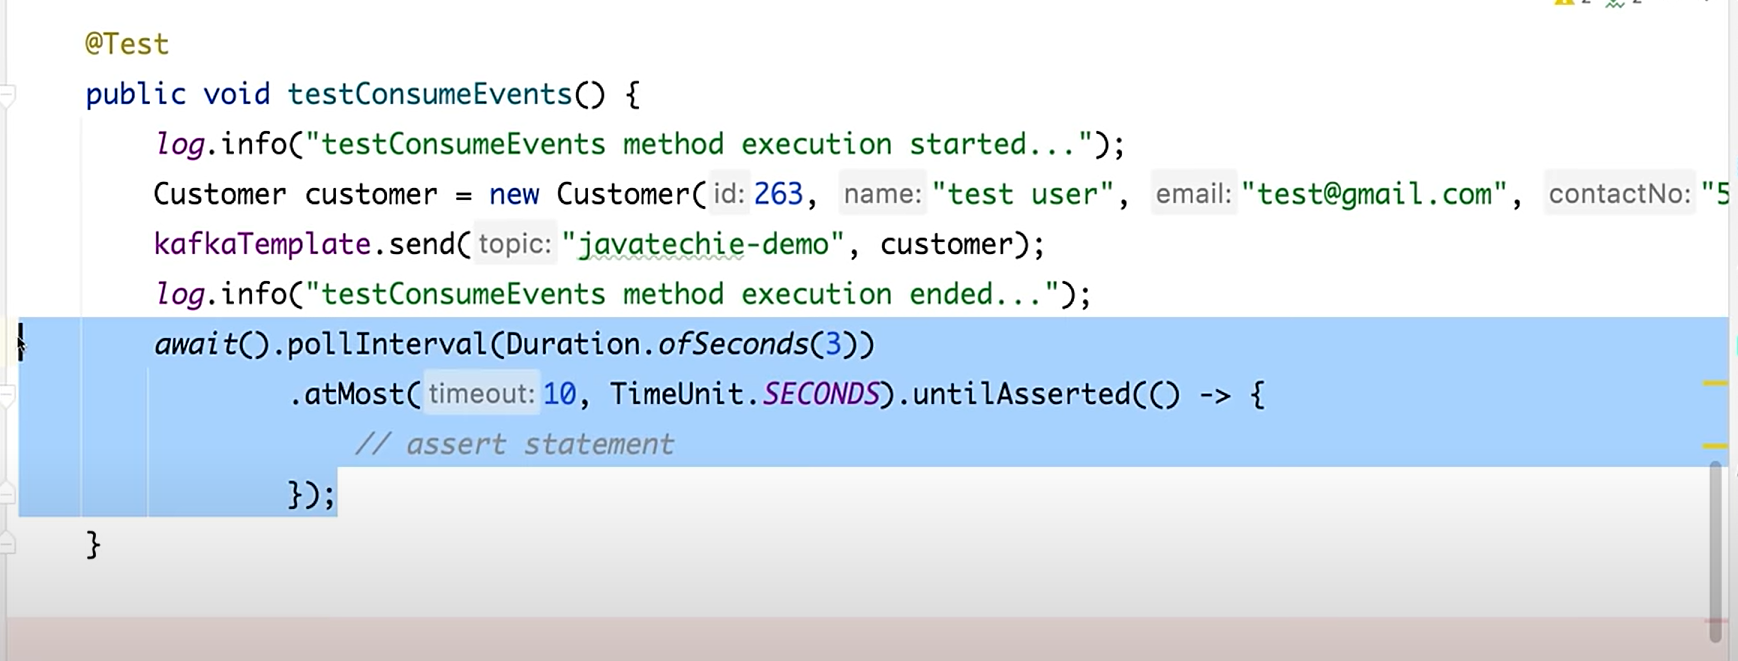 @Test
public void testConsumeEvents() {
log.info("testConsumeEvents method execution started...");
Customer customer = new Customer( id: 263, name: "test user", email: "test@gmail.com", contactNo: "5
kafkaTemplate.send( topic: "javatechie-demo", customer);
log.info("testConsumeEvents method execution ended...");
await().pollInterval(Duration.ofSeconds(3))
.atMost( timeout: 10, TimeUnit.SECONDS).untilAsserted(() -> {
// assert statement
});
}